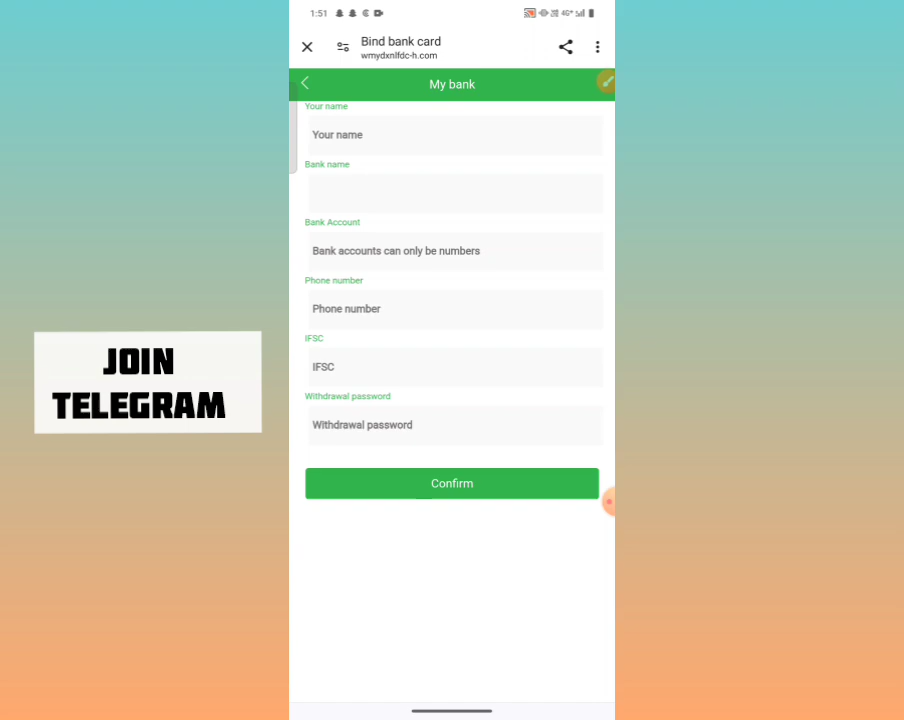 1:51
4G+
Bind bank card
wmydxnlfdc-h.com
My bank
Your name
Your name
Bank name
Bank Account
Bank accounts can only be numbers
Phone number
Phone number
IFSC
IFSC
Withdrawal password
Withdrawal password
Confirm
JOIN
TELEGRAM